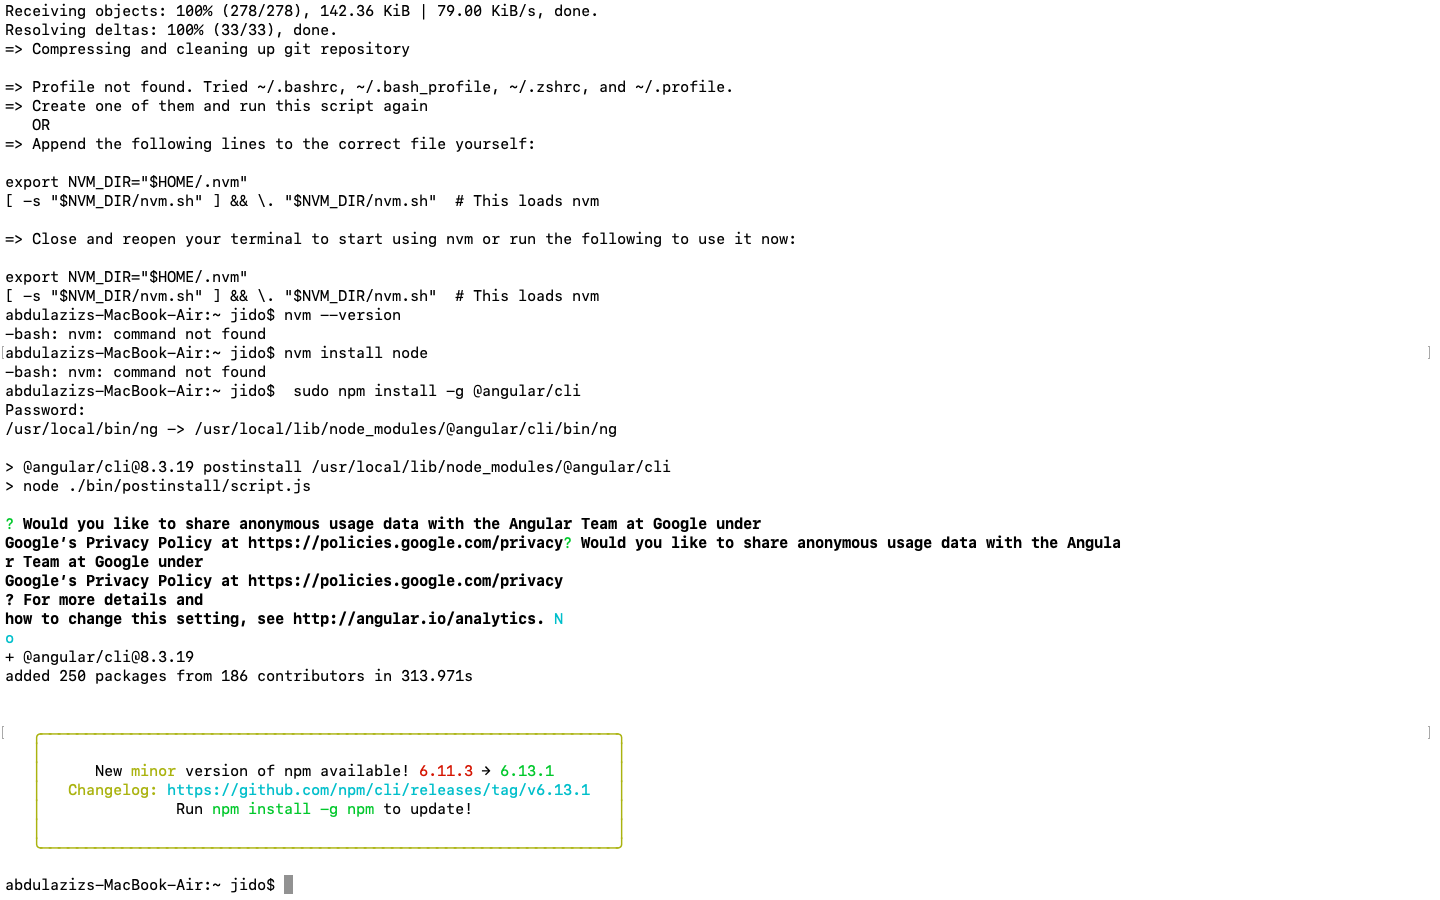 Receiving objects: 100% (278/278), 142.36 KiB | 79.00 KiB/s, done.
Resolving deltas: 100% (33/33), done.
=> Compressing and cleaning up git repository
=> Profile not found. Tried ~/.bashrc, ~/.bash_profile, ~/.zshrc, and ~/.profile.
=> Create one of them and run this script again
OR
=> Append the following lines to the correct file yourself:
export NVM_DIR="$HOME/.nvm"
[ -s "$NVM_DIR/nvm.sh" ] && \. "$NVM_DIR/nvm.sh"  # This loads nvm
=> Close and reopen your terminal to start using nvm or run the following to use it now:
export NVM_DIR="$HOME/.nvm"
[ -s "$NVM_DIR/nvm.sh" ] && \. "$NVM_DIR/nvm.sh"  # This loads nvm
abdulazizs-MacBook-Air:~ jido$ nvm --version
-bash: nvm: command not found
[abdulazizs-MacBook-Air:~ jido$ nvm install node ]
-bash: nvm: command not found
abdulazizs-MacBook-Air:~ jido$  sudo npm install -g @angular/cli
Password:
/usr/local/bin/ng -> /usr/local/lib/node_modules/@angular/cli/bin/ng
> @angular/cli@8.3.19 postinstall /usr/local/lib/node_modules/@angular/cli
> node ./bin/postinstall/script.js
? Would you like to share anonymous usage data with the Angular Team at Google under
Google's Privacy Policy at https://policies.google.com/privacy? Would you like to share anonymous usage data with the Angula
r Team at Google under
Google's Privacy Policy at https://policies.google.com/privacy
? For more details and
how to change this setting, see http://angular.io/analytics. N
o
+ @angular/cli@8.3.19
added 250 packages from 186 contributors in 313.971s
[ ]
New minor version of npm available! 6.11.3 → 6.13.1
Changelog: https://github.com/npm/cli/releases/tag/v6.13.1
Run npm install -g npm to update!
abdulazizs-MacBook-Air:~ jido$